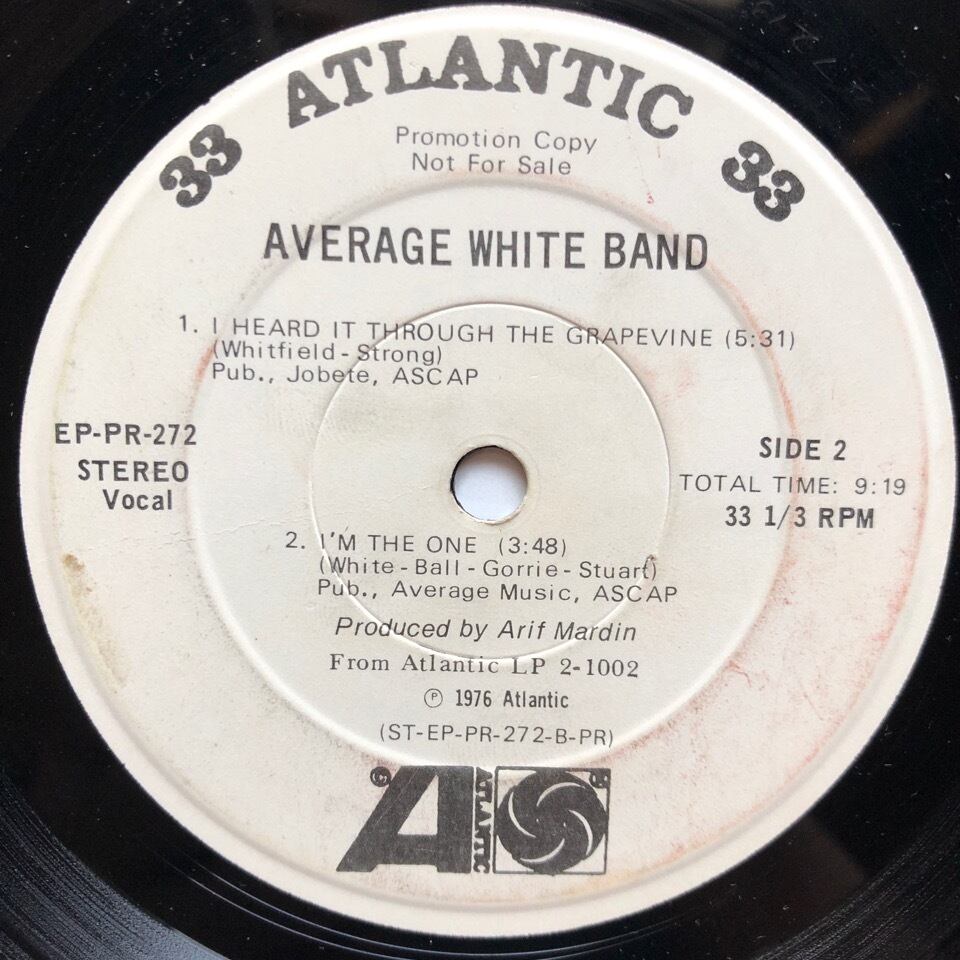 ATLANTIC
33 33
Promotion Copy
Not For Sale
AVERAGE WHITE BAND
1. I HEARD IT THROUGH THE GRAPEVINE (5:31)
(Whitfield - Strong)
Pub., Jobete, ASCAP
EP-PR-272
STEREO
Vocal
SIDE 2
TOTAL TIME: 9:19
33 1/3 RPM
2. I'M THE ONE (3:48)
(White - Ball - Gorrie - Stuart)
Pub., Average Music, ASCAP
Produced by Arif Mardin
From Atlantic LP 2-1002
℗ 1976 Atlantic
(ST-EP-PR-272-B-PR)
® A ATLANTIC ®